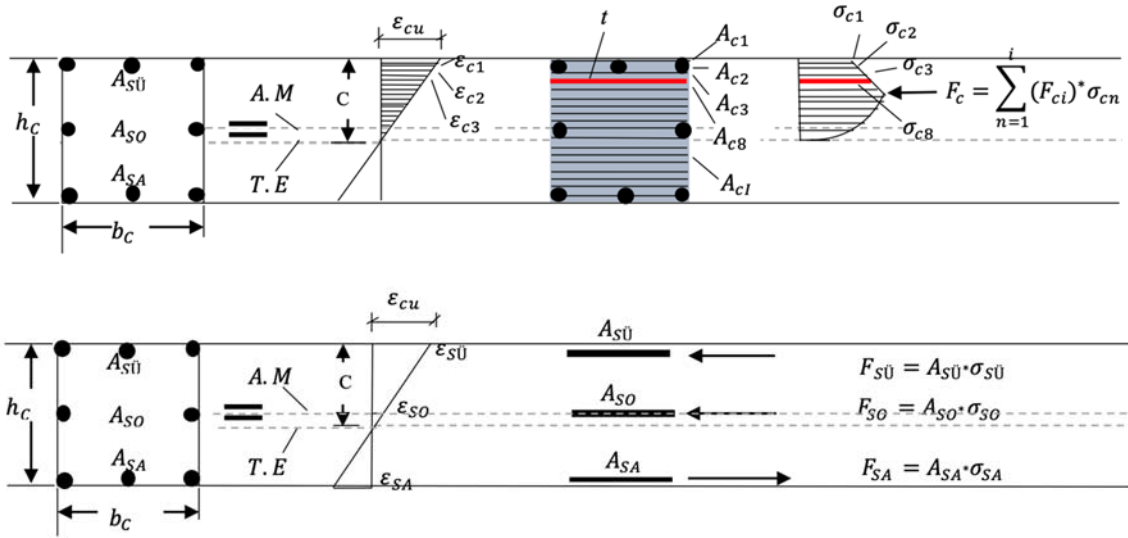 ε_cu
t
A_c1
σ_c1
σ_c2
A_SÜ
ε_c1
A_c2
σ_c3
h_C
A.M
C
ε_c2
A_c3
F_c = ∑_{n=1}^{i} (F_ci)*σ_cn
A_SO
ε_c3
A_c8
σ_c8
A_SA
T.E
A_cI
b_C
ε_cu
A_SÜ
A_SÜ
ε_SÜ
F_SÜ = A_SÜ*σ_SÜ
h_C
A.M
C
A_SO
ε_SO
A_SO
F_SO = A_SO*σ_SO
A_SA
T.E
ε_SA
A_SA
F_SA = A_SA*σ_SA
b_C